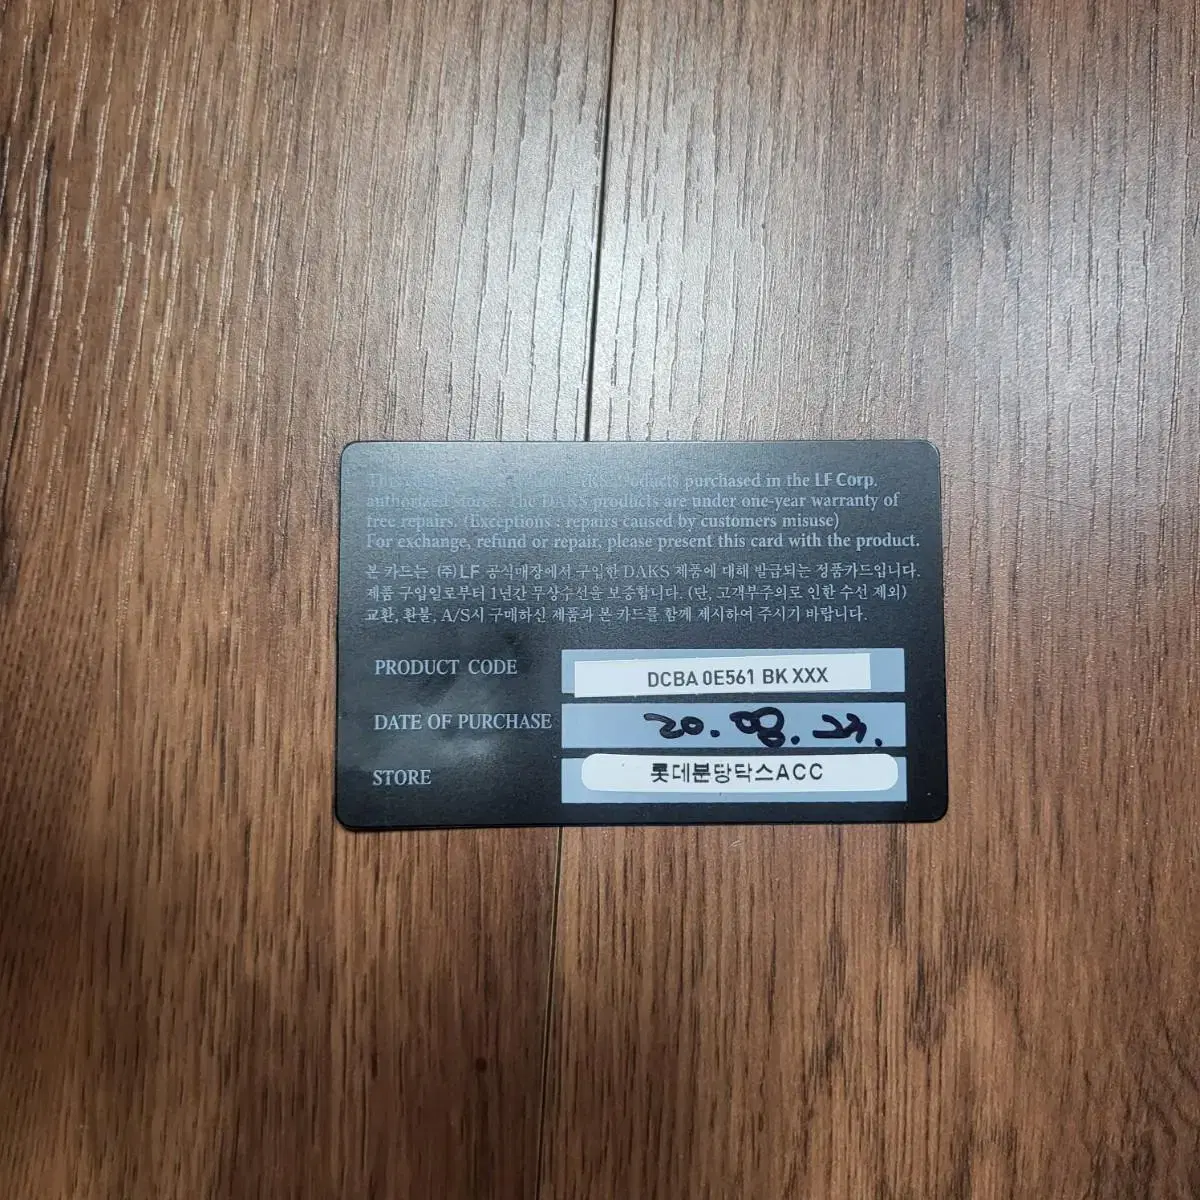 This products purchased in the LF Corp.
authorized stores. The DAKS products are under one-year warranty of
free repairs. (Exceptions : repairs caused by customers misuse)
For exchange, refund or repair, please present this card with the product.
본 카드는 (주)LF 공식매장에서 구입한 DAKS 제품에 대해 발급되는 정품카드입니다.
제품 구입일로부터 1년간 무상수선을 보증합니다. (단, 고객부주의로 인한 수선 제외)
교환, 환불, A/S시 구매하신 제품과 본 카드를 함께 제시하여 주시기 바랍니다.
PRODUCT CODE DCBA 0E561 BK XXX
DATE OF PURCHASE 20. 08.
STORE 롯데분당닥스ACC